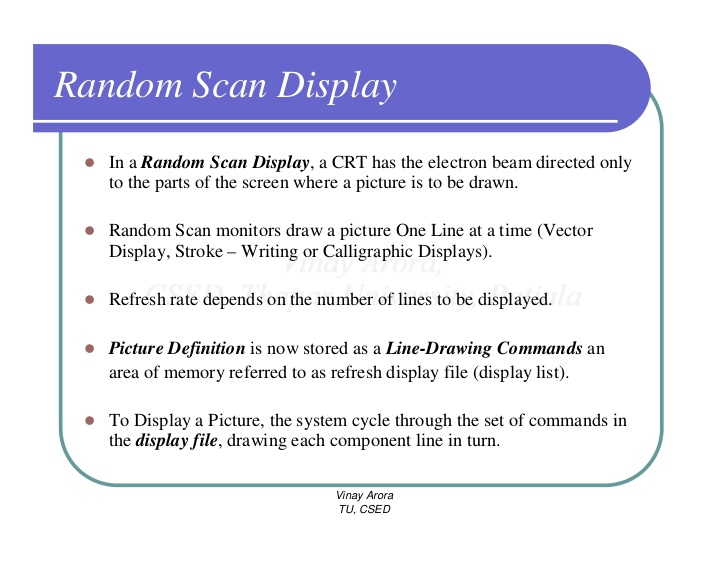 Random Scan Display
In a Random Scan Display, a CRT has the electron beam directed only
to the parts of the screen where a picture is to be drawn.
Random Scan monitors draw a picture One Line at a time (Vector
Display, Stroke – Writing or Calligraphic Displays).
Vinay Arora,
CSED, Thapar University, Patiala
Refresh rate depends on the number of lines to be displayed.
Picture Definition is now stored as a Line-Drawing Commands an
area of memory referred to as refresh display file (display list).
To Display a Picture, the system cycle through the set of commands in
the display file, drawing each component line in turn.
Vinay Arora
TU, CSED